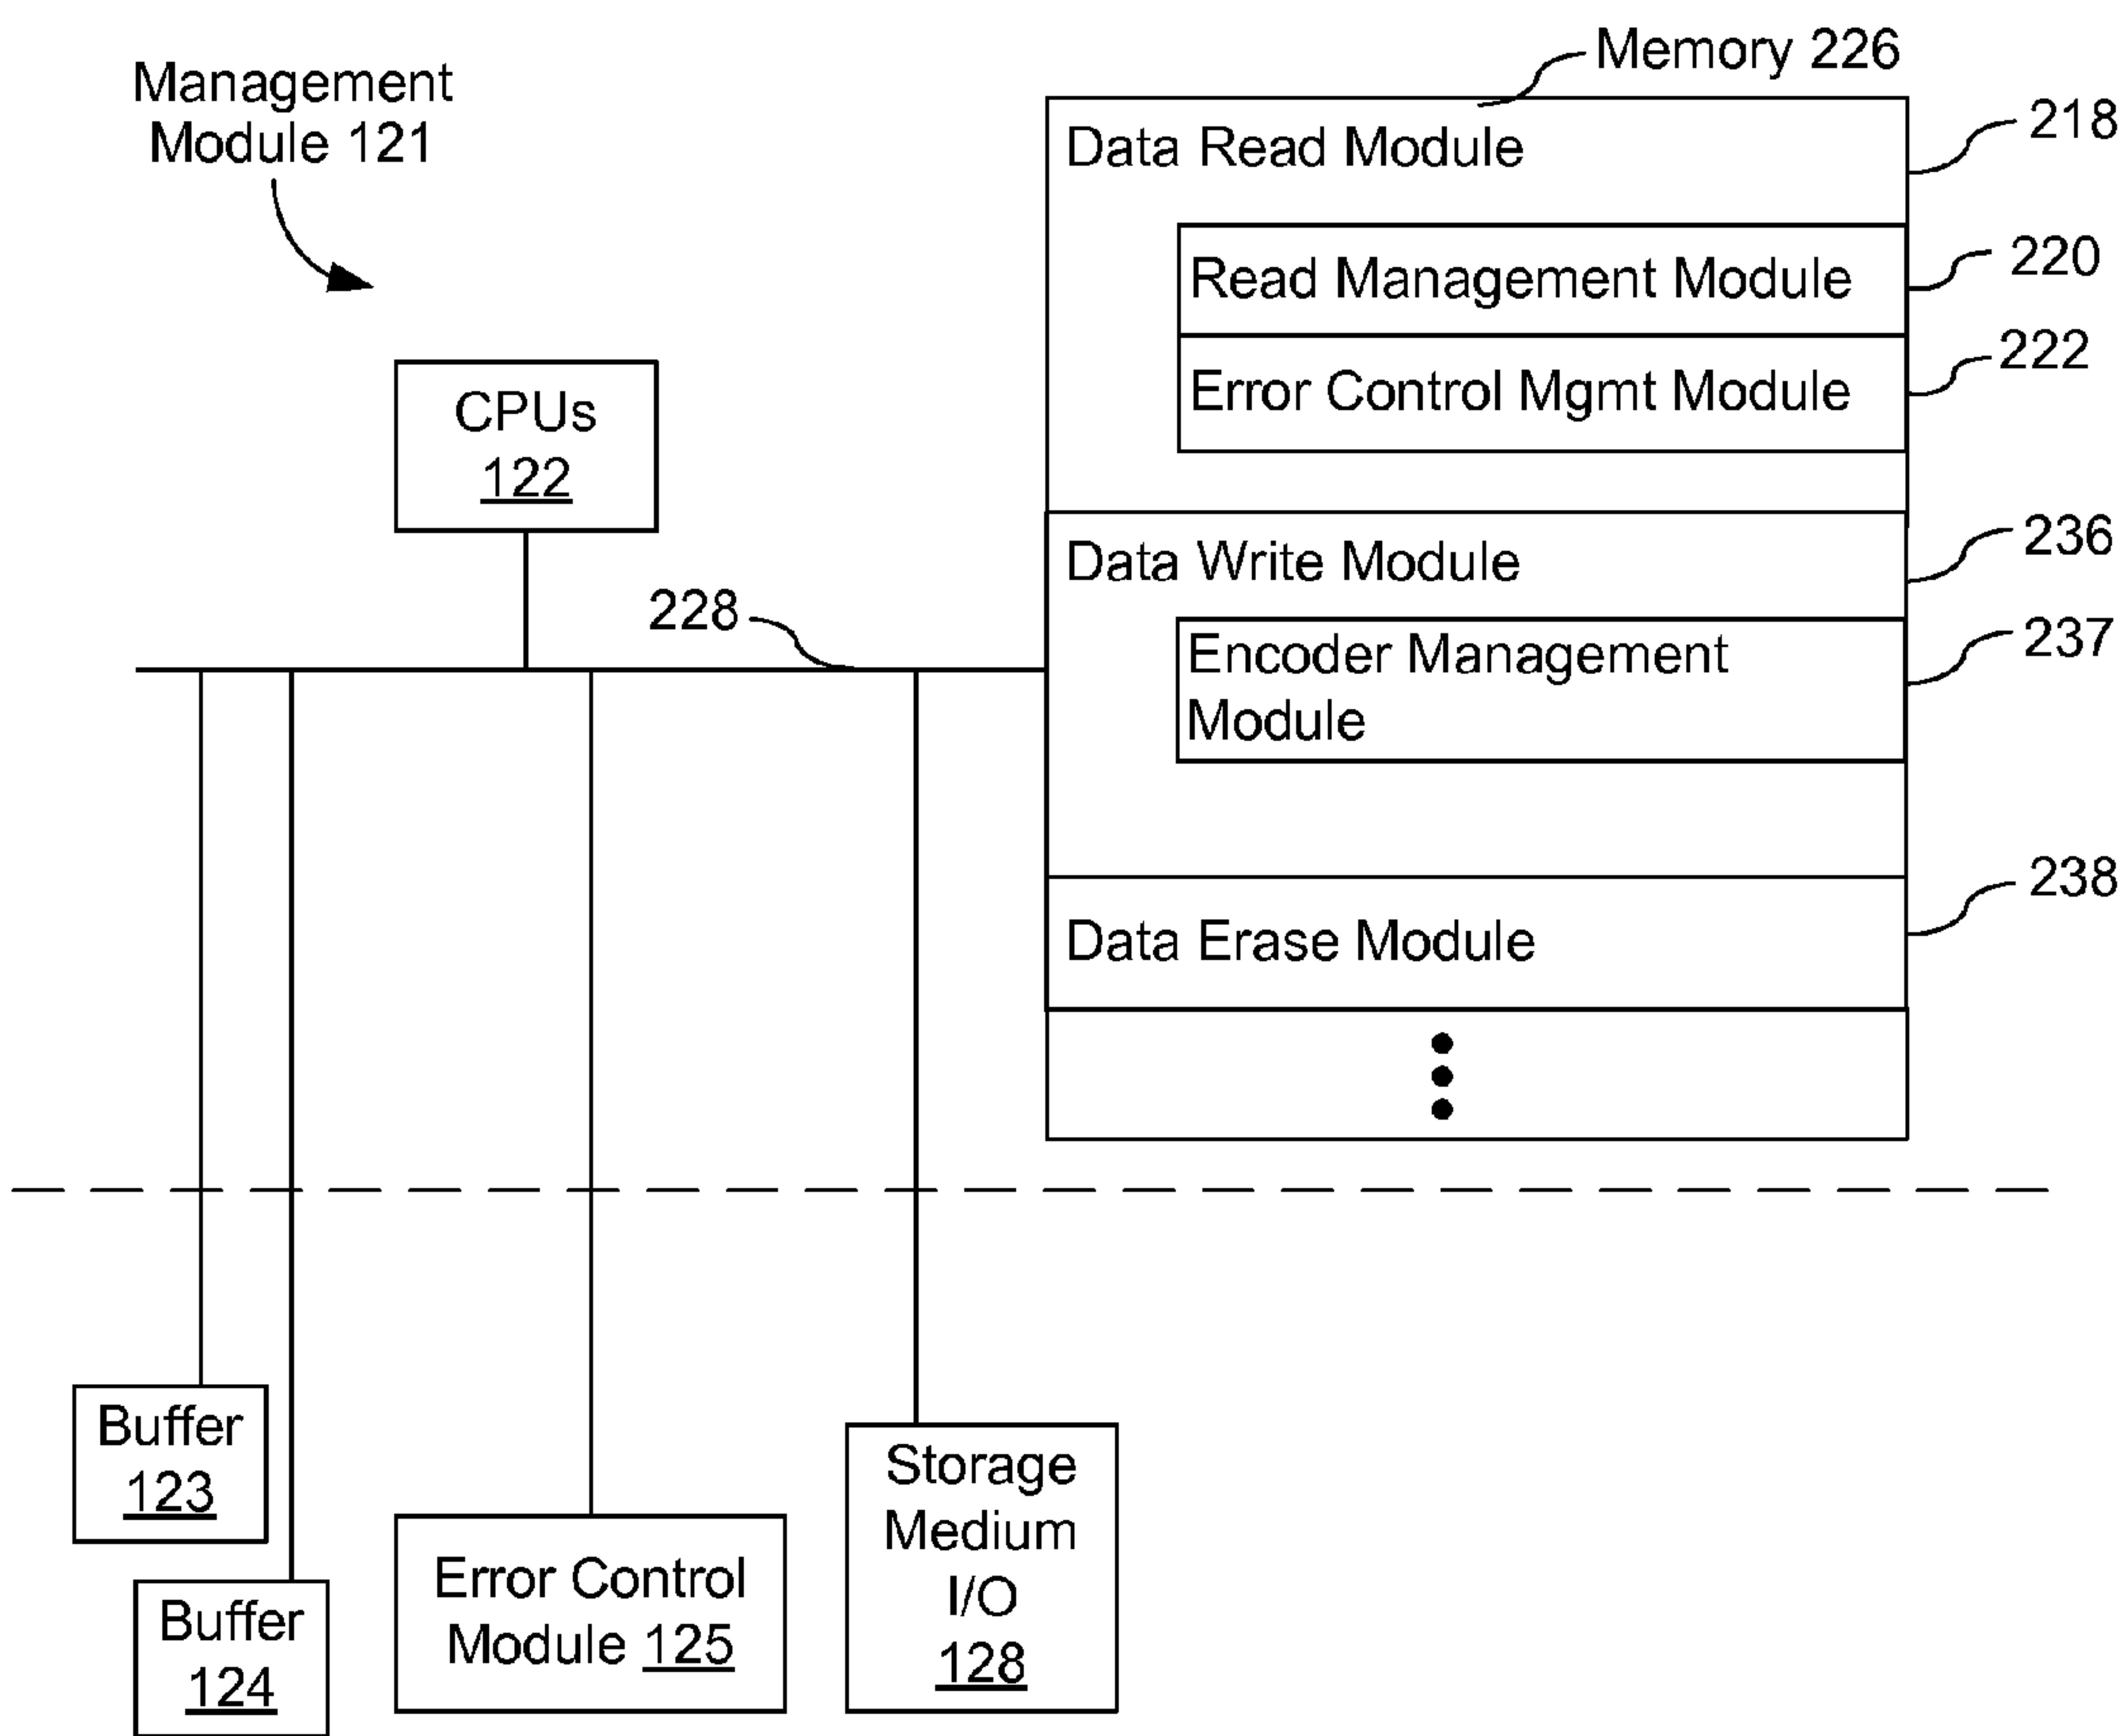 Memory 226
Management
Module 121
Data Read Module
218
Read Management Module
220
Error Control Mgmt Module
222
CPUs
122
Data Write Module
236
228
Encoder Management
Module
237
Data Erase Module
238
Buffer
123
Buffer
124
Error Control
Module 125
Storage
Medium
I/O
128